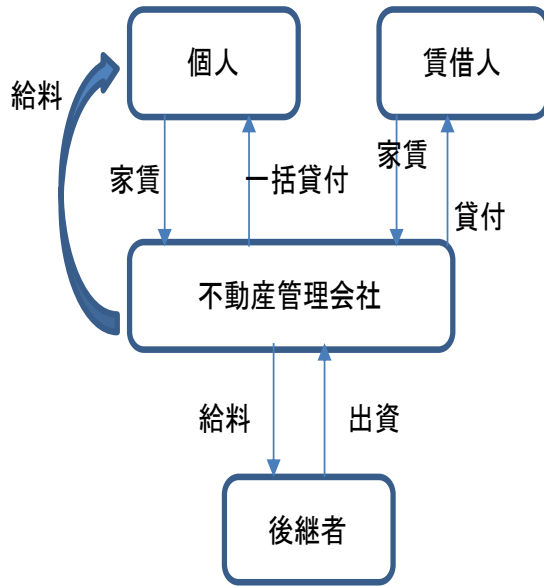 個人
賃借人
給料
家賃
一括貸付
家賃
貸付
不動産管理会社
給料
出資
後継者